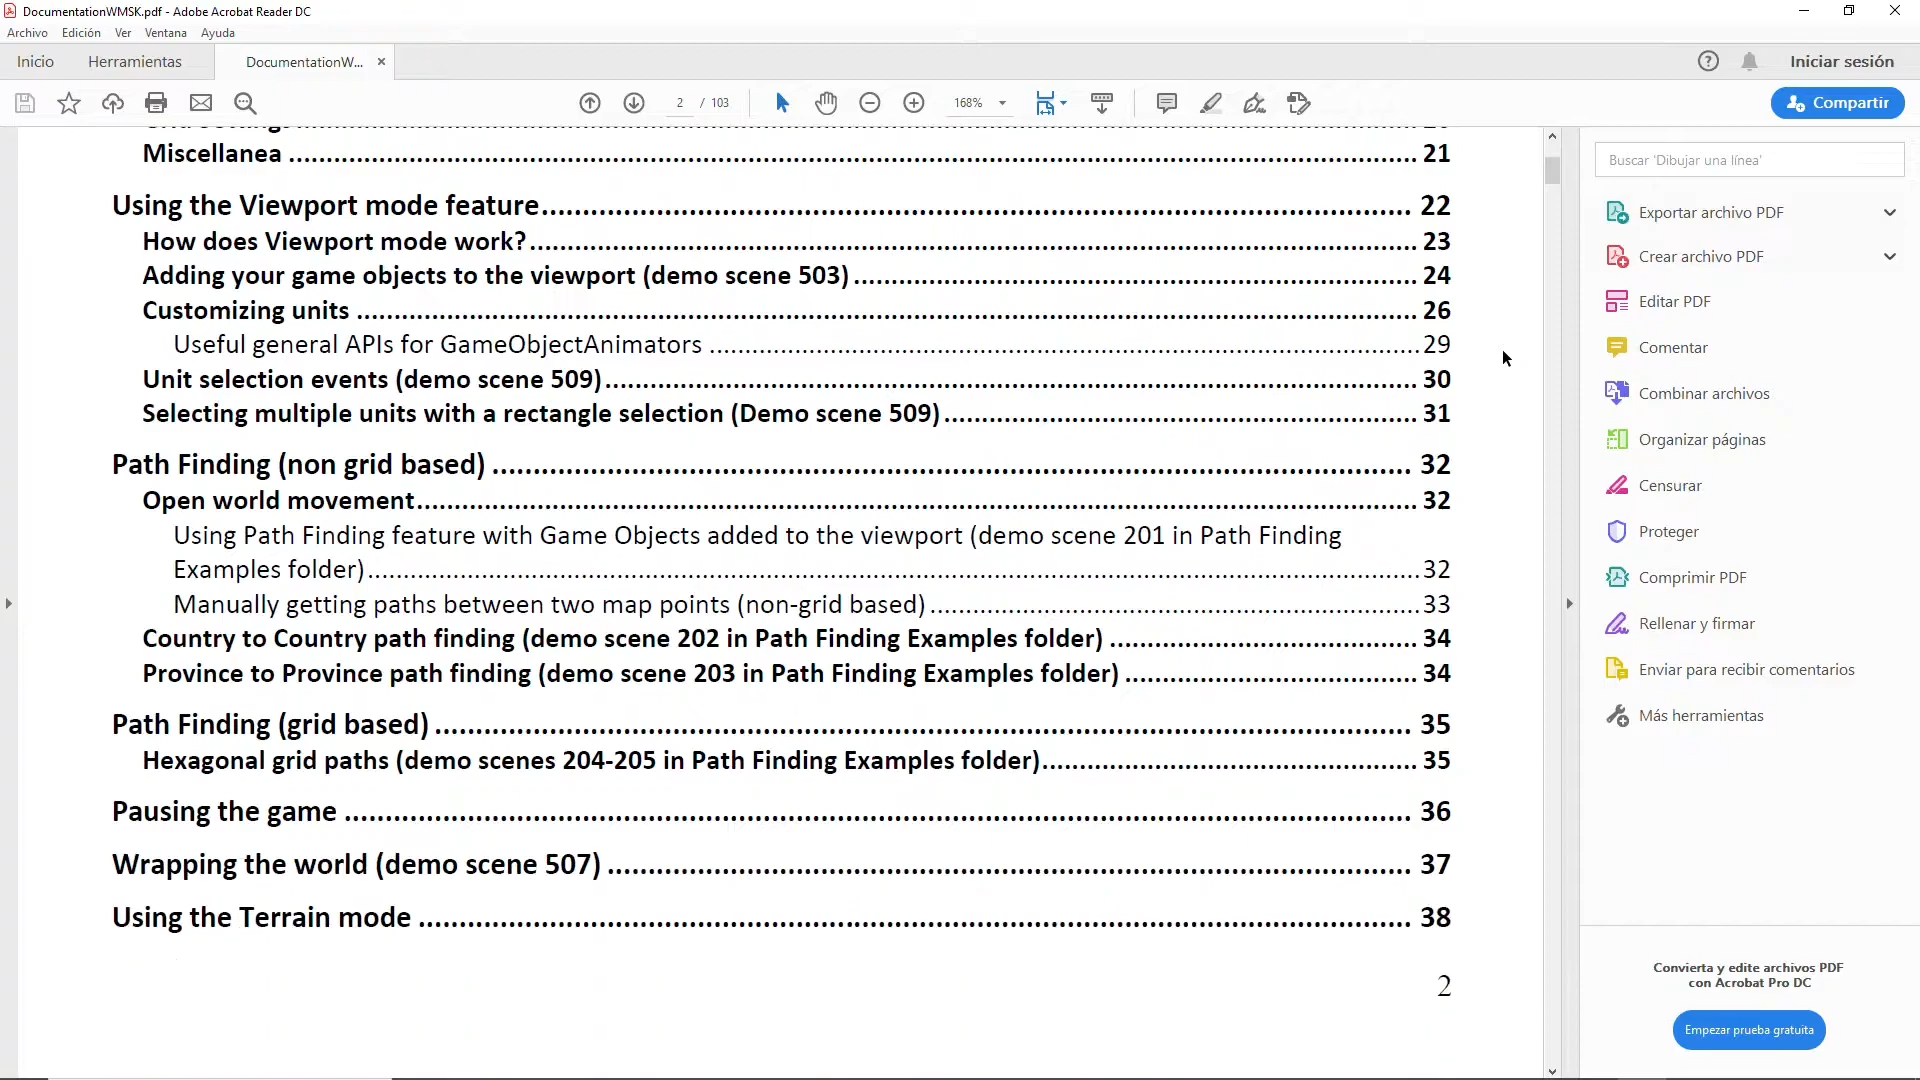 DocumentationWMSK.pdf - Adobe Acrobat Reader DC
Archivo Edición Ver Ventana Ayuda
Inicio Herramientas DocumentationW... Iniciar sesión
2 / 103 168% Compartir
Miscellanea ........................................ 21
Using the Viewport mode feature........................................ 22
How does Viewport mode work?........................................ 23
Adding your game objects to the viewport (demo scene 503)........................................ 24
Customizing units ........................................ 26
Useful general APIs for GameObjectAnimators ........................................ 29
Unit selection events (demo scene 509)........................................ 30
Selecting multiple units with a rectangle selection (Demo scene 509)........................................ 31
Path Finding (non grid based) ........................................ 32
Open world movement........................................ 32
Using Path Finding feature with Game Objects added to the viewport (demo scene 201 in Path Finding
Examples folder)........................................ 32
Manually getting paths between two map points (non-grid based)........................................ 33
Country to Country path finding (demo scene 202 in Path Finding Examples folder) ........................................ 34
Province to Province path finding (demo scene 203 in Path Finding Examples folder) ........................................ 34
Path Finding (grid based) ........................................ 35
Hexagonal grid paths (demo scenes 204-205 in Path Finding Examples folder)........................................ 35
Pausing the game ........................................ 36
Wrapping the world (demo scene 507) ........................................ 37
Using the Terrain mode ........................................ 38
2
Buscar 'Dibujar una línea'
Exportar archivo PDF
Crear archivo PDF
Editar PDF
Comentar
Combinar archivos
Organizar páginas
Censurar
Proteger
Comprimir PDF
Rellenar y firmar
Enviar para recibir comentarios
Más herramientas
Convierta y edite archivos PDF
con Acrobat Pro DC
Empezar prueba gratuita